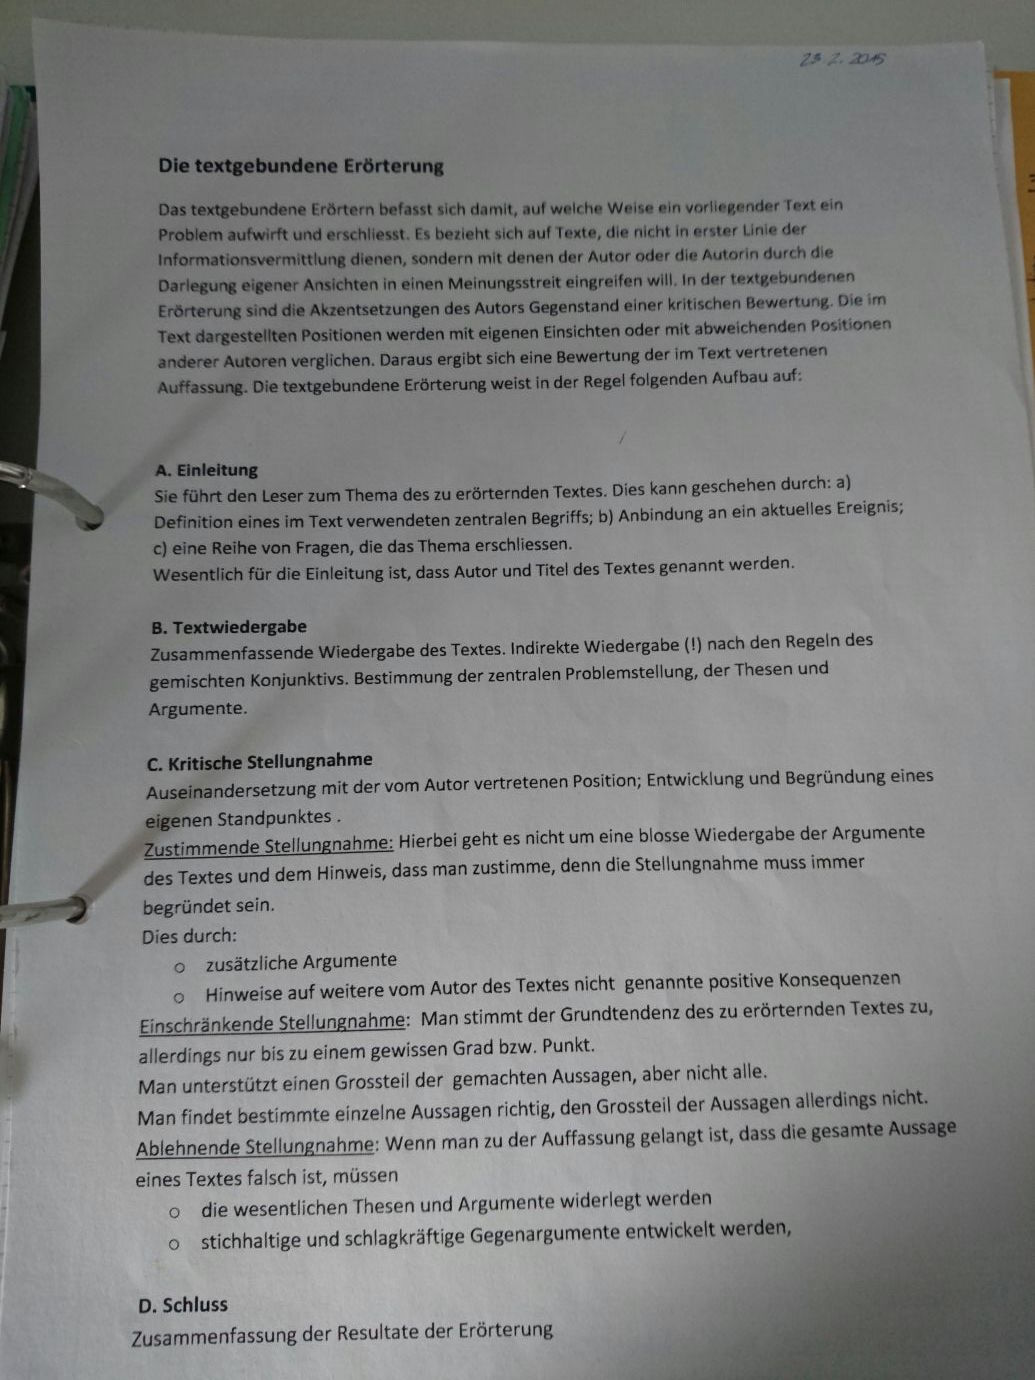 23. 2. 2015
Die textgebundene Erörterung
Das textgebundene Erörtern befasst sich damit, auf welche Weise ein vorliegender Text ein
Problem aufwirft und erschliesst. Es bezieht sich auf Texte, die nicht in erster Linie der
Informationsvermittlung dienen, sondern mit denen der Autor oder die Autorin durch die
Darlegung eigener Ansichten in einen Meinungsstreit eingreifen will. In der textgebundenen
Erörterung sind die Akzentsetzungen des Autors Gegenstand einer kritischen Bewertung. Die im
Text dargestellten Positionen werden mit eigenen Einsichten oder mit abweichenden Positionen
anderer Autoren verglichen. Daraus ergibt sich eine Bewertung der im Text vertretenen
Auffassung. Die textgebundene Erörterung weist in der Regel folgenden Aufbau auf:
A. Einleitung
Sie führt den Leser zum Thema des zu erörternden Textes. Dies kann geschehen durch: a)
Definition eines im Text verwendeten zentralen Begriffs; b) Anbindung an ein aktuelles Ereignis;
c) eine Reihe von Fragen, die das Thema erschliessen.
Wesentlich für die Einleitung ist, dass Autor und Titel des Textes genannt werden.
B. Textwiedergabe
Zusammenfassende Wiedergabe des Textes. Indirekte Wiedergabe (!) nach den Regeln des
gemischten Konjunktivs. Bestimmung der zentralen Problemstellung, der Thesen und
Argumente.
C. Kritische Stellungnahme
Auseinandersetzung mit der vom Autor vertretenen Position; Entwicklung und Begründung eines
eigenen Standpunktes .
Zustimmende Stellungnahme: Hierbei geht es nicht um eine blosse Wiedergabe der Argumente
des Textes und dem Hinweis, dass man zustimme, denn die Stellungnahme muss immer
begründet sein.
Dies durch:
o zusätzliche Argumente
o Hinweise auf weitere vom Autor des Textes nicht genannte positive Konsequenzen
Einschränkende Stellungnahme: Man stimmt der Grundtendenz des zu erörternden Textes zu,
allerdings nur bis zu einem gewissen Grad bzw. Punkt.
Man unterstützt einen Grossteil der gemachten Aussagen, aber nicht alle.
Man findet bestimmte einzelne Aussagen richtig, den Grossteil der Aussagen allerdings nicht.
Ablehnende Stellungnahme: Wenn man zu der Auffassung gelangt ist, dass die gesamte Aussage
eines Textes falsch ist, müssen
o die wesentlichen Thesen und Argumente widerlegt werden
o stichhaltige und schlagkräftige Gegenargumente entwickelt werden,
D. Schluss
Zusammenfassung der Resultate der Erörterung